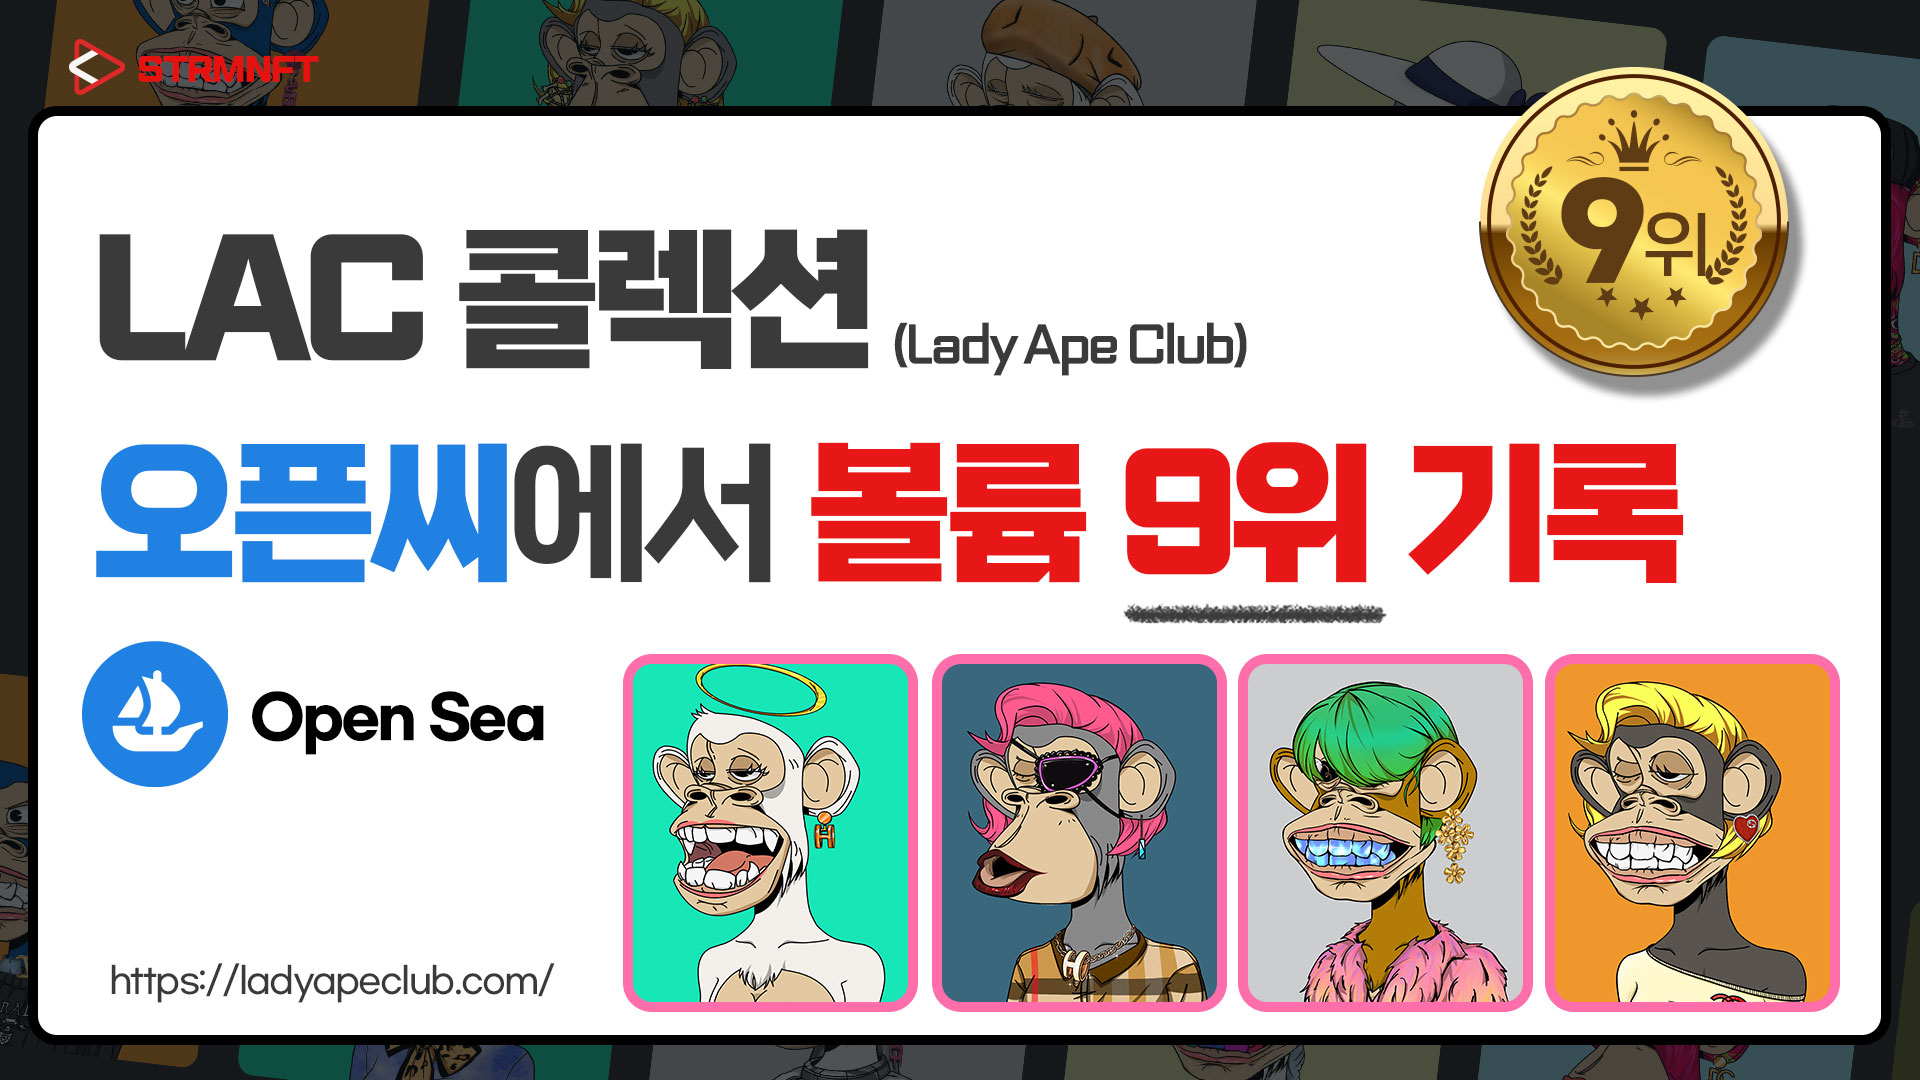 STRMNFT
9위
LAC 콜렉션 (Lady Ape Club)
오픈씨에서 볼륨 9위 기록
Open Sea
https://ladyapeclub.com/